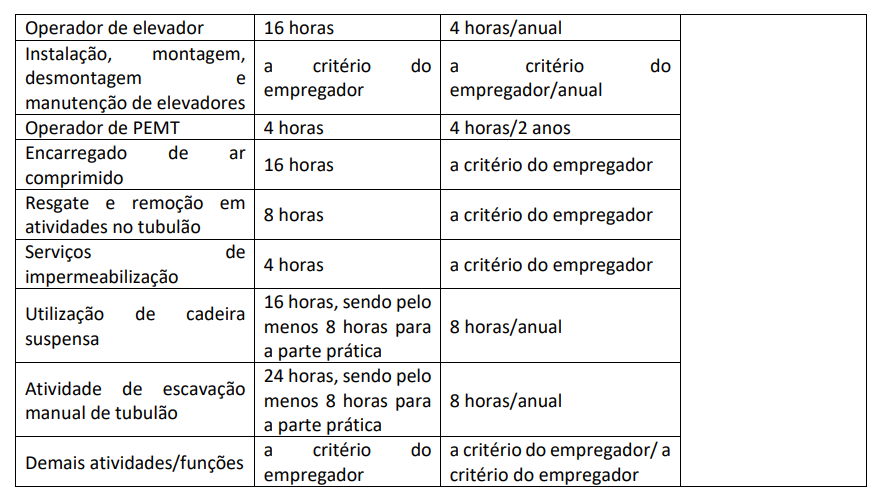 Operador de elevador 16 horas 4 horas/anual
Instalação, montagem,
desmontagem e
manutenção de elevadores
a critério do
empregador
a critério do
empregador/anual
Operador de PEMT 4 horas 4 horas/2 anos
Encarregado de ar
comprimido
16 horas a critério do empregador
Resgate e remoção em
atividades no tubulão
8 horas a critério do empregador
Serviços de
impermeabilização
4 horas a critério do empregador
Utilização de cadeira
suspensa
16 horas, sendo pelo
menos 8 horas para
a parte prática
8 horas/anual
Atividade de escavação
manual de tubulão
24 horas, sendo pelo
menos 8 horas para
a parte prática
8 horas/anual
Demais atividades/funções
a critério do
empregador
a critério do empregador/ a
critério do empregador